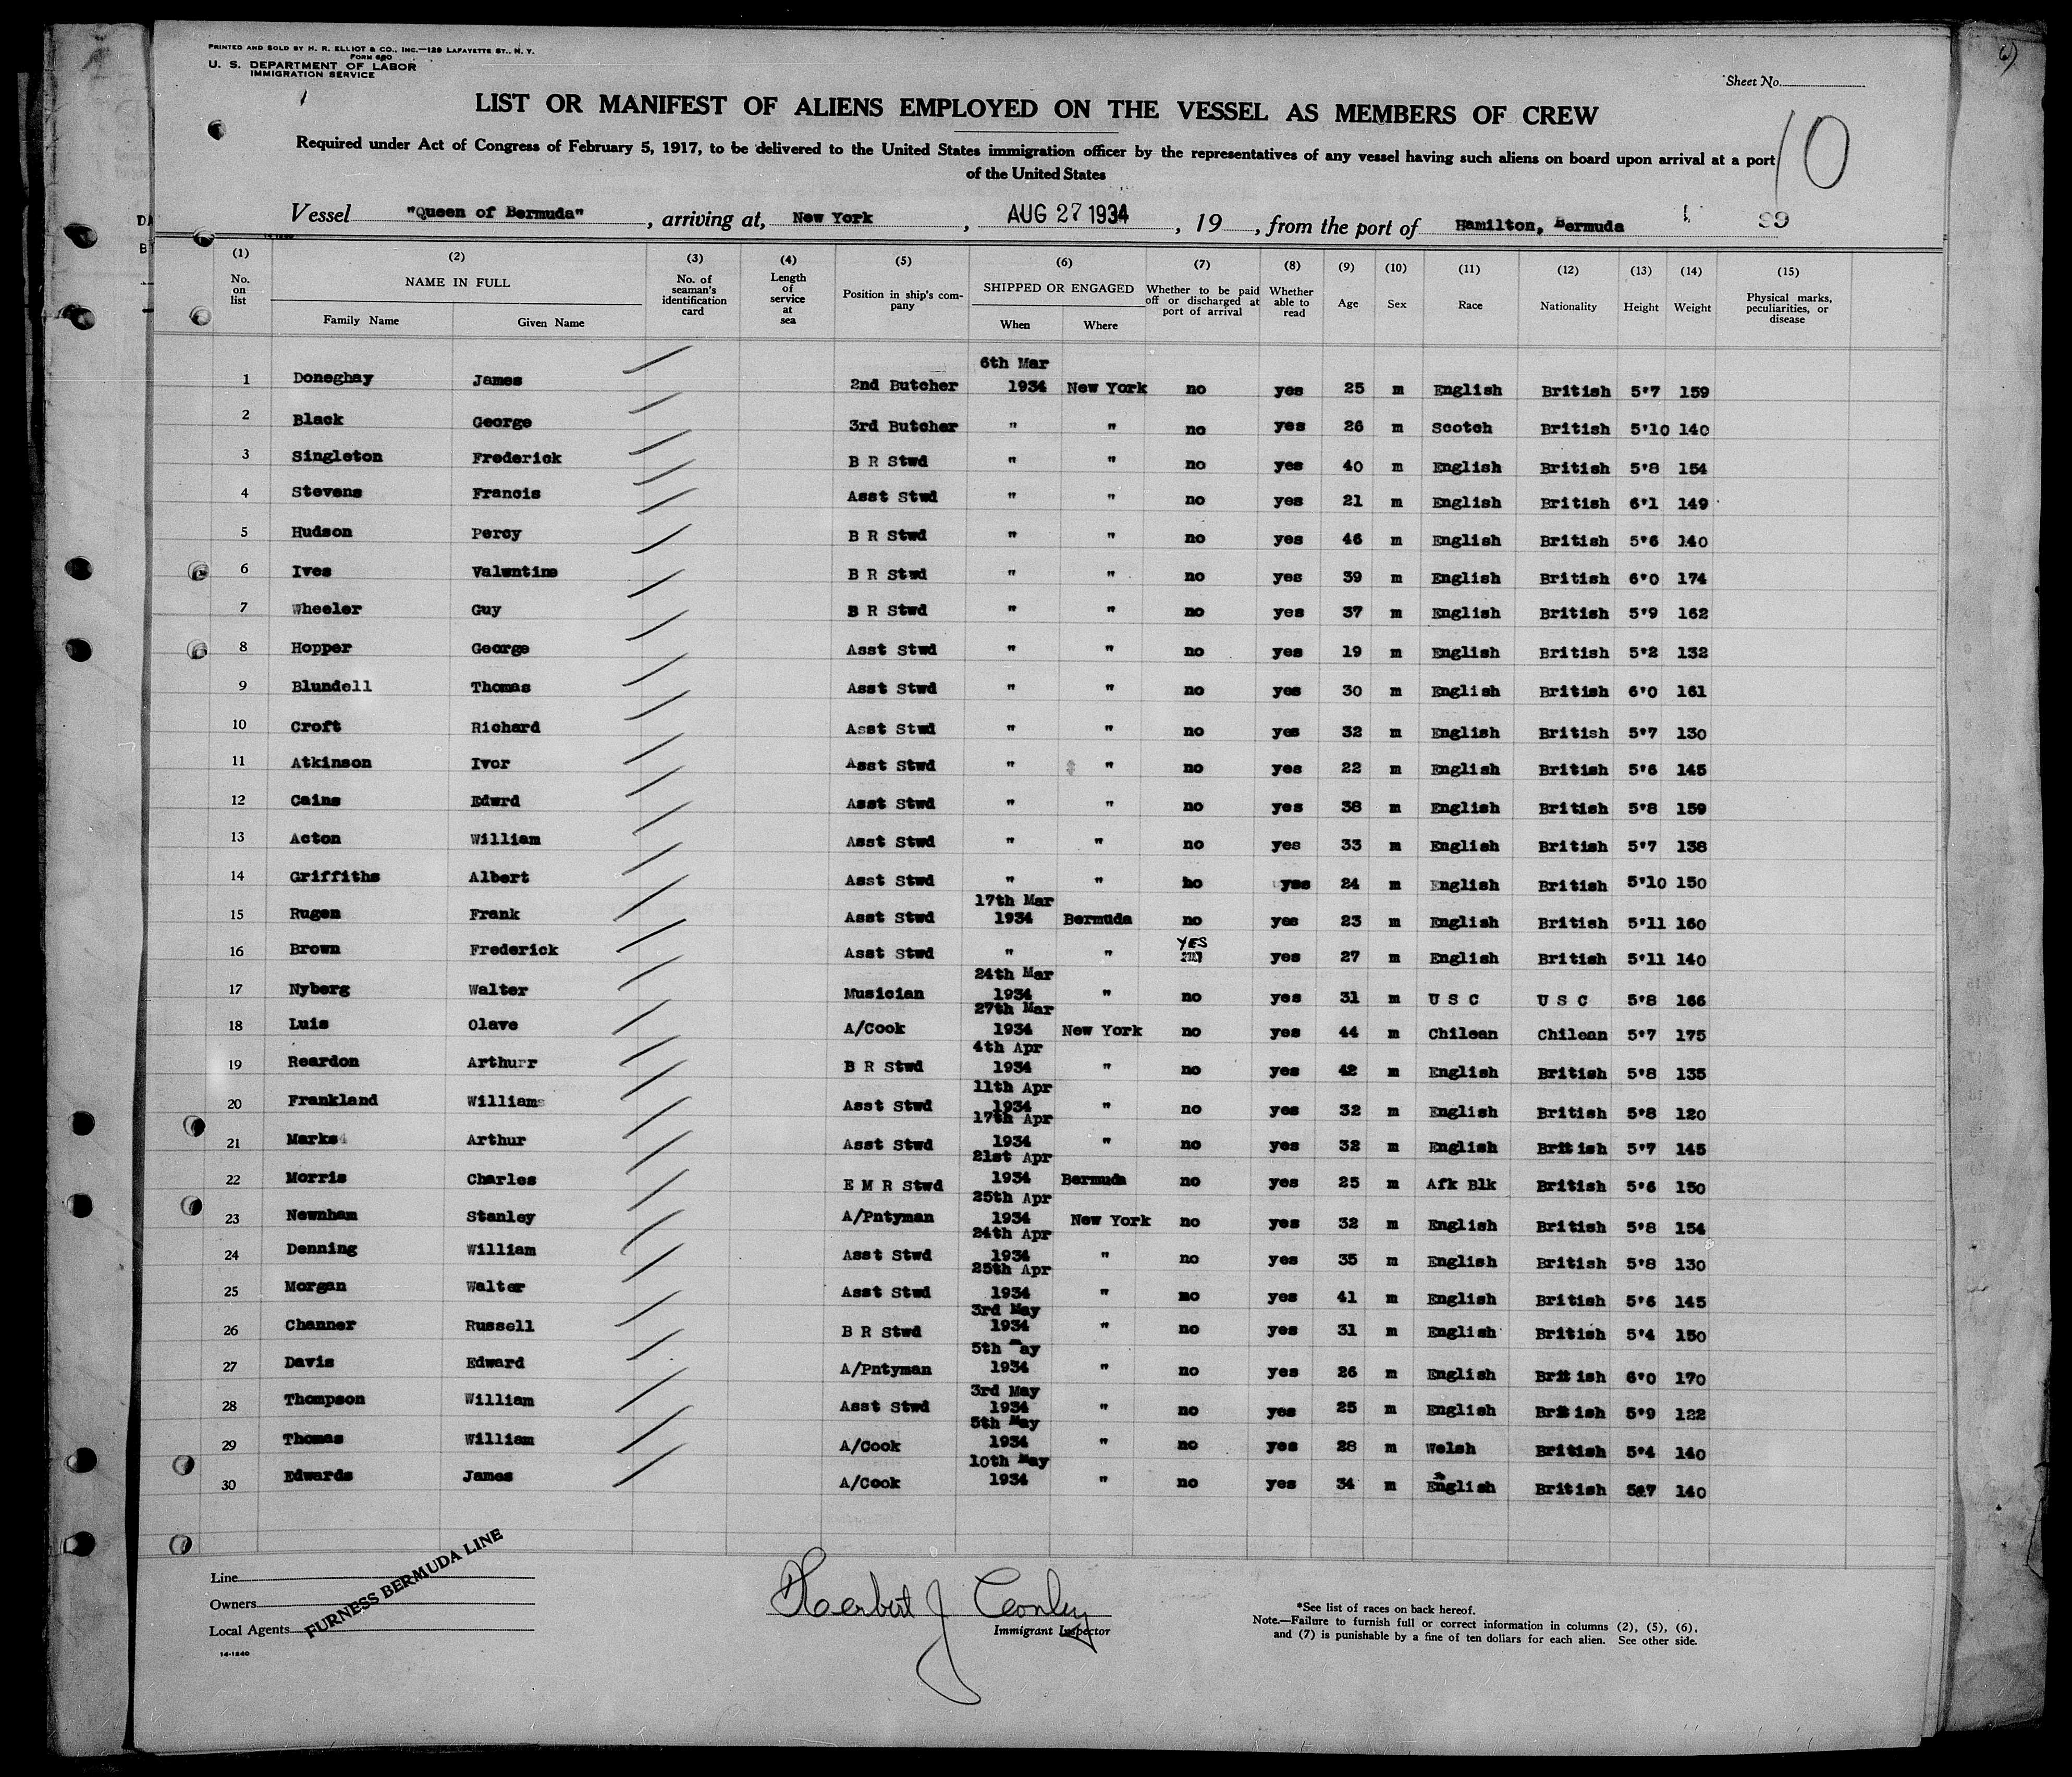 PRINTED AND SOLD BY H. R. ELLIOT & CO., INC.—129 LAFAYETTE ST., N. Y.
FORM 680
U. S. DEPARTMENT OF LABOR
IMMIGRATION SERVICE
Sheet No.
LIST OR MANIFEST OF ALIENS EMPLOYED ON THE VESSEL AS MEMBERS OF CREW
10
Required under Act of Congress of February 5, 1917, to be delivered to the United States immigration officer by the representatives of any vessel having such aliens on board upon arrival at a port
of the United States
Vessel "Queen of Bermuda", arriving at, New York, AUG 27 1934, 19, from the port of Hamilton, Bermuda 99
(1) (2) (3) (4) (5) (6) (7) (8) (9) (10) (11) (12) (13) (14) (15)
No. on list NAME IN FULL Family Name Given Name No. of seaman's identification card Length of service at sea Position in ship's company SHIPPED OR ENGAGED When Where Whether to be paid off or discharged at port of arrival Whether able to read Age Sex Race Nationality Height Weight Physical marks, peculiarities, or disease
1 Doneghay James 2nd Butcher 6th Mar 1934 New York no yes 25 m English British 5'7 159
2 Black George 3rd Butcher " " no yes 26 m Scotch British 5'10 140
3 Singleton Frederick B R Stwd " " no yes 40 m English British 5'8 154
4 Stevens Francis Asst Stwd " " no yes 21 m English British 6'1 149
5 Hudson Percy B R Stwd " " no yes 46 m English British 5'6 140
6 Ives Valentine B R Stwd " " no yes 39 m English British 6'0 174
7 Wheeler Guy B R Stwd " " no yes 37 m English British 5'9 162
8 Hopper George Asst Stwd " " no yes 19 m English British 5'2 132
9 Blundell Thomas Asst Stwd " " no yes 30 m English British 6'0 161
10 Croft Richard Asst Stwd " " no yes 32 m English British 5'7 130
11 Atkinson Ivor Asst Stwd " " no yes 22 m English British 5'6 145
12 Cains Edwrd Asst Stwd " " no yes 38 m English British 5'8 159
13 Acton William Asst Stwd " " no yes 33 m English British 5'7 138
14 Griffiths Albert Asst Stwd " " no yes 24 m English British 5'10 150
15 Rugen Frank Asst Stwd 17th Mar 1934 Bermuda no yes 23 m English British 5'11 160
16 Brown Frederick Asst Stwd " " YES yes 27 m English British 5'11 140
17 Nyberg Walter Musician 24th Mar 1934 " no yes 31 m U S C U S C 5'8 166
18 Luis Olave A/Cook 27th Mar 1934 New York no yes 44 m Chilean Chilean 5'7 175
19 Reardon Arthurr B R Stwd 4th Apr 1934 " no yes 42 m English British 5'8 135
20 Frankland Williams Asst Stwd 11th Apr 1934 " no yes 32 m English British 5'8 120
21 Marks Arthur Asst Stwd 17th Apr 1934 " no yes 32 m English British 5'7 145
22 Morris Charles E M R Stwd 21st Apr 1934 Bermuda no yes 25 m Afk Blk British 5'6 150
23 Newnham Stanley A/Pntyman 25th Apr 1934 New York no yes 32 m English British 5'8 154
24 Denning William Asst Stwd 24th Apr 1934 " no yes 35 m English British 5'8 130
25 Morgan Walter Asst Stwd 25th Apr 1934 " no yes 41 m English British 5'6 145
26 Channer Russell B R Stwd 3rd May 1934 " no yes 31 m English British 5'4 150
27 Davis Edward A/Pntyman 5th May 1934 " no yes 26 m English British 6'0 170
28 Thompson William Asst Stwd 3rd May 1934 " no yes 25 m English British 5'9 122
29 Thomas William A/Cook 5th May 1934 " no yes 28 m Welsh British 5'4 140
30 Edwards James A/Cook 10th May 1934 " no yes 34 m English British 5'7 140
Line
Owners
Local Agents
FURNESS BERMUDA LINE
14-1240
Herbert J Conley
Immigrant Inspector
*See list of races on back hereof.
Note.—Failure to furnish full or correct information in columns (2), (5), (6),
and (7) is punishable by a fine of ten dollars for each alien. See other side.